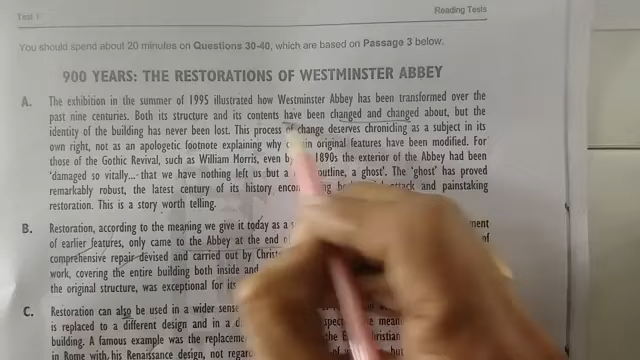 Test 1
Reading Tests
You should spend about 20 minutes on Questions 30-40, which are based on Passage 3 below.
900 YEARS: THE RESTORATIONS OF WESTMINSTER ABBEY
A. The exhibition in the summer of 1995 illustrated how Westminster Abbey has been transformed over the
past nine centuries. Both its structure and its contents have been changed and changed about, but the
identity of the building has never been lost. This process of change deserves chronicling as a subject in its
own right, not as an apologetic footnote explaining why original features have been modified. For
those of the Gothic Revival, such as William Morris, even by 1890s the exterior of the Abbey had been
'damaged so vitally... that we have nothing left us but a outline, a ghost'. The 'ghost' has proved
remarkably robust, the latest century of its history and painstaking
restoration. This is a story worth telling.
B. Restoration, according to the meaning we give it today as a
of earlier features, only came to the Abbey at the end of
comprehensive repair devised and carried out by
work, covering the entire building both inside and
the original structure, was exceptional for its
C. Restoration can also be used in a wider sense
is replaced to a different design and in a
building. A famous example was the
in Rome with his Renaissance design, not